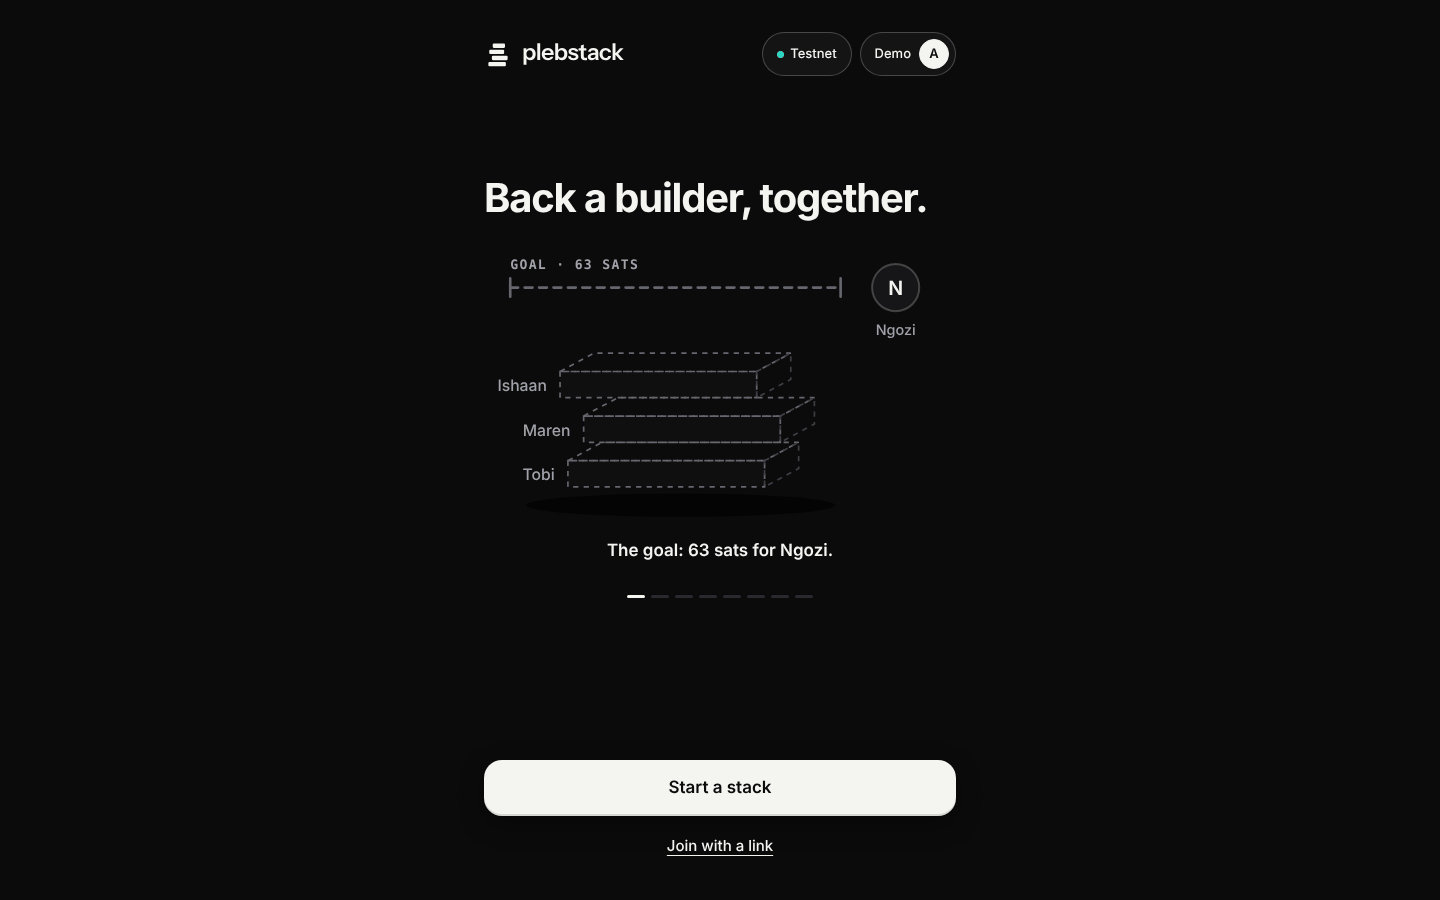 plebstack
Testnet
Demo A
Back a builder, together.
GOAL · 63 SATS
N
Ngozi
Ishaan
Maren
Tobi
The goal: 63 sats for Ngozi.
Start a stack
Join with a link